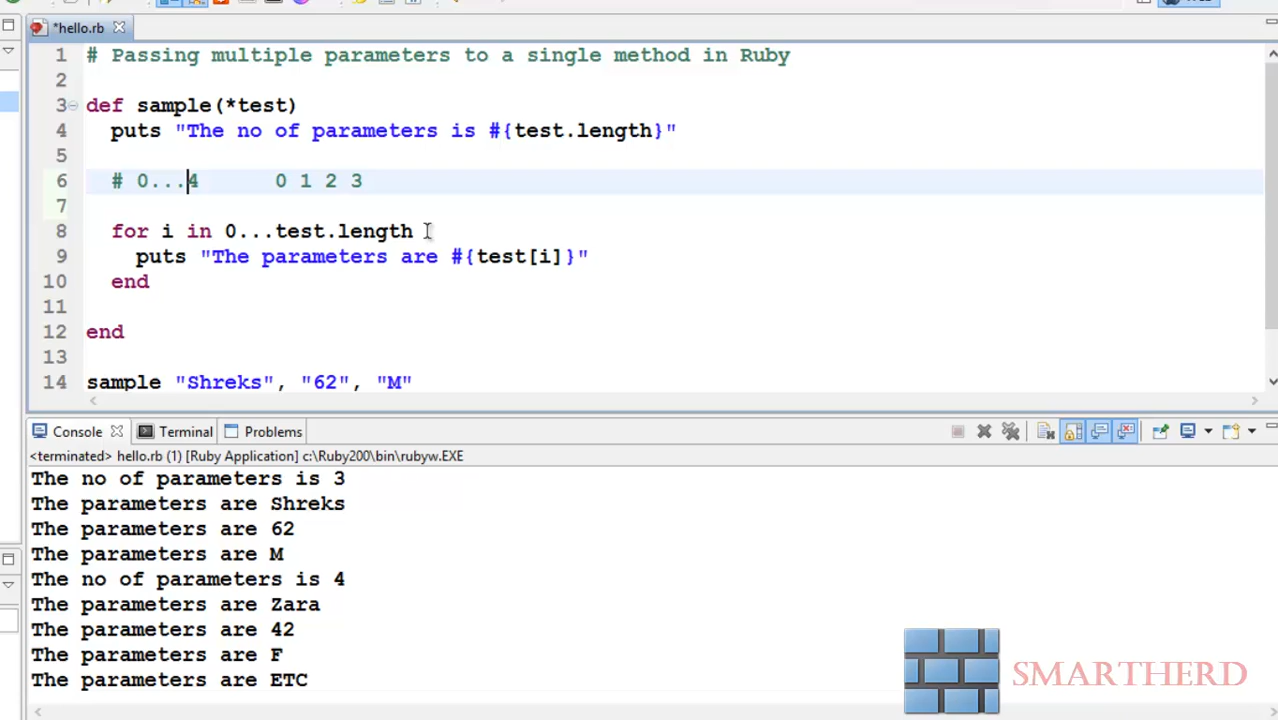 *hello.rb
1 # Passing multiple parameters to a single method in Ruby
2
3 def sample(*test)
4 puts "The no of parameters is #{test.length}"
5
6 # 0...4 0 1 2 3
7
8 for i in 0...test.length
9 puts "The parameters are #{test[i]}"
10 end
11
12 end
13
14 sample "Shreks", "62", "M"
Console Terminal Problems
<terminated> hello.rb (1) [Ruby Application] c:\Ruby200\bin\rubyw.EXE
The no of parameters is 3
The parameters are Shreks
The parameters are 62
The parameters are M
The no of parameters is 4
The parameters are Zara
The parameters are 42
The parameters are F
The parameters are ETC
SMARTHERD